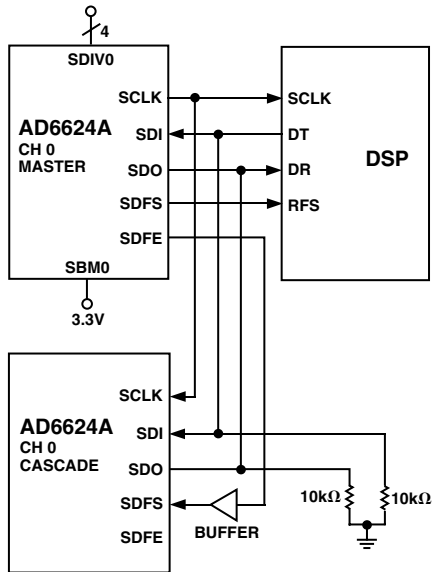 4
SDIV0
AD6624A
CH 0
MASTER
SCLK
SDI
SDO
SDFS
SDFE
SBM0
3.3V
SCLK
DT
DR
RFS
DSP
AD6624A
CH 0
CASCADE
SCLK
SDI
SDO
SDFS
SDFE
BUFFER
10kΩ
10kΩ